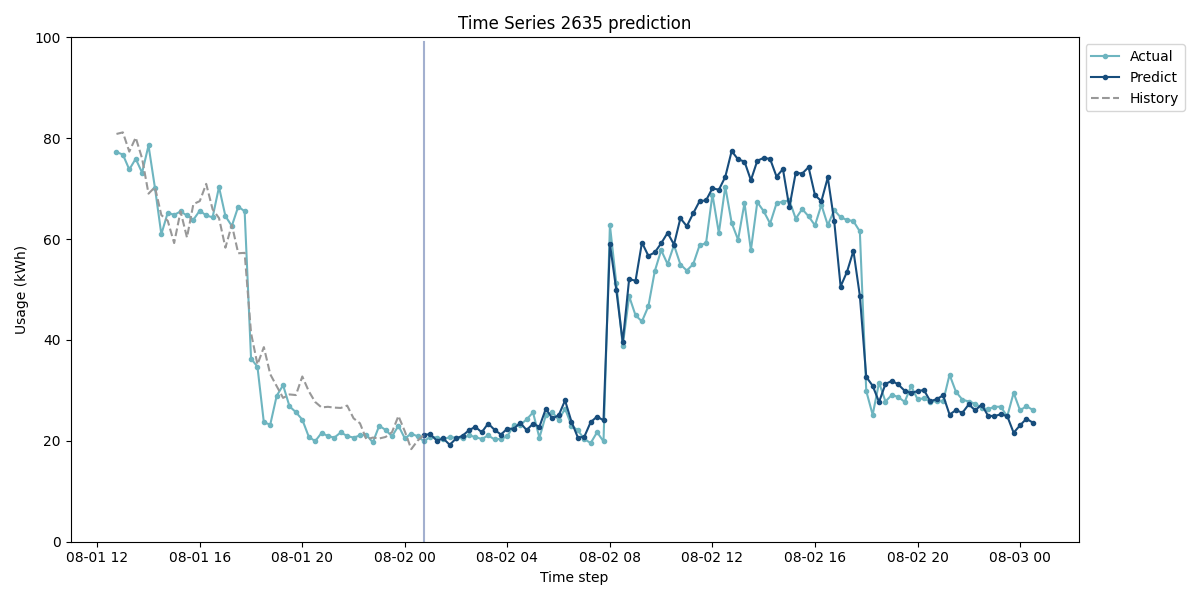 Time Series 2635 prediction
Usage (kWh)
100
80
60
40
20
0
08-01 12
08-01 16
08-01 20
08-02 00
08-02 04
08-02 08
08-02 12
08-02 16
08-02 20
08-03 00
Time step
Actual
Predict
History